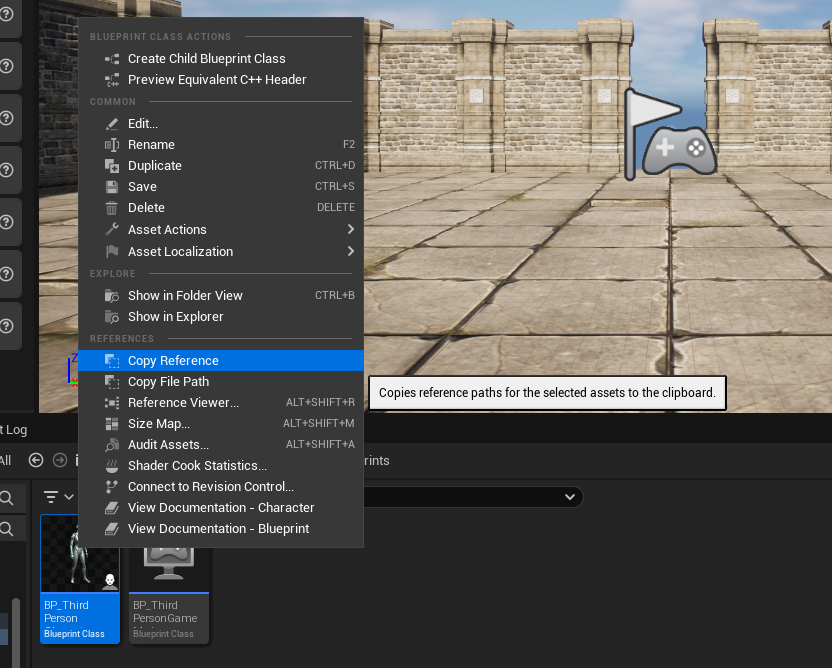 BLUEPRINT CLASS ACTIONS
Create Child Blueprint Class
Preview Equivalent C++ Header
COMMON
Edit...
Rename F2
Duplicate CTRL+D
Save CTRL+S
Delete DELETE
Asset Actions
Asset Localization
EXPLORE
Show in Folder View CTRL+B
Show in Explorer
REFERENCES
Copy Reference
Copy File Path
Copies reference paths for the selected assets to the clipboard.
Reference Viewer... ALT+SHIFT+R
Size Map... ALT+SHIFT+M
Audit Assets... ALT+SHIFT+A
Shader Cook Statistics...
Connect to Revision Control...
View Documentation - Character
View Documentation - Blueprint
Z
t Log
All
rints
BP_Third
Person
Blueprint Class
BP_Third
PersonGame
Blueprint Class